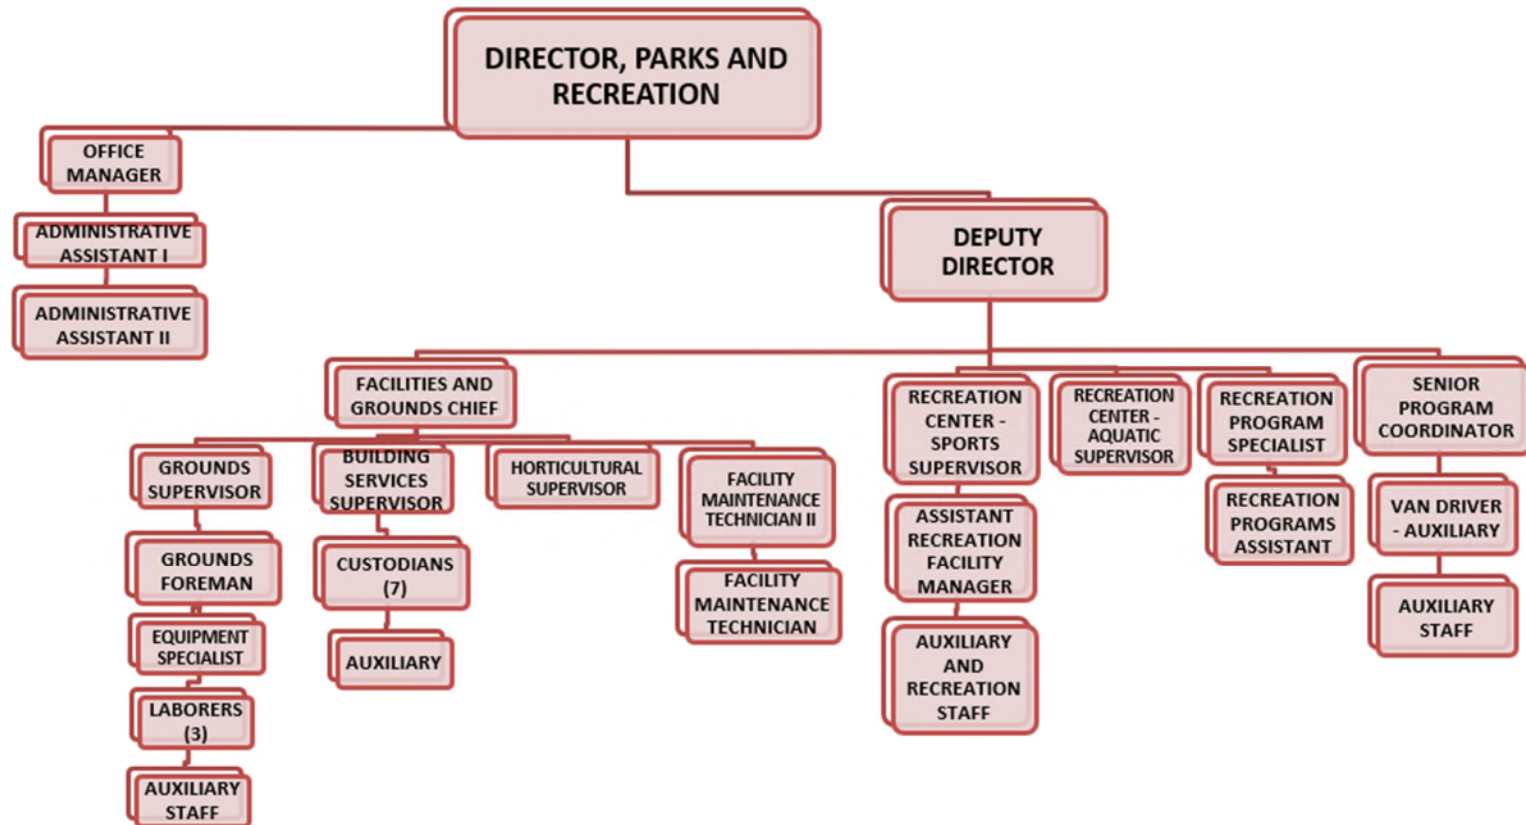 DIRECTOR, PARKS AND
RECREATION
OFFICE
MANAGER
ADMINISTRATIVE
ASSISTANT I
ADMINISTRATIVE
ASSISTANT II
DEPUTY
DIRECTOR
FACILITIES AND
GROUNDS CHIEF
GROUNDS
SUPERVISOR
GROUNDS
FOREMAN
EQUIPMENT
SPECIALIST
LABORERS
(3)
AUXILIARY
STAFF
BUILDING
SERVICES
SUPERVISOR
CUSTODIANS
(7)
AUXILIARY
HORTICULTURAL
SUPERVISOR
FACILITY
MAINTENANCE
TECHNICIAN II
FACILITY
MAINTENANCE
TECHNICIAN
RECREATION
CENTER -
SPORTS
SUPERVISOR
ASSISTANT
RECREATION
FACILITY
MANAGER
AUXILIARY
AND
RECREATION
STAFF
RECREATION
CENTER -
AQUATIC
SUPERVISOR
RECREATION
PROGRAM
SPECIALIST
RECREATION
PROGRAMS
ASSISTANT
SENIOR
PROGRAM
COORDINATOR
VAN DRIVER
- AUXILIARY
AUXILIARY
STAFF